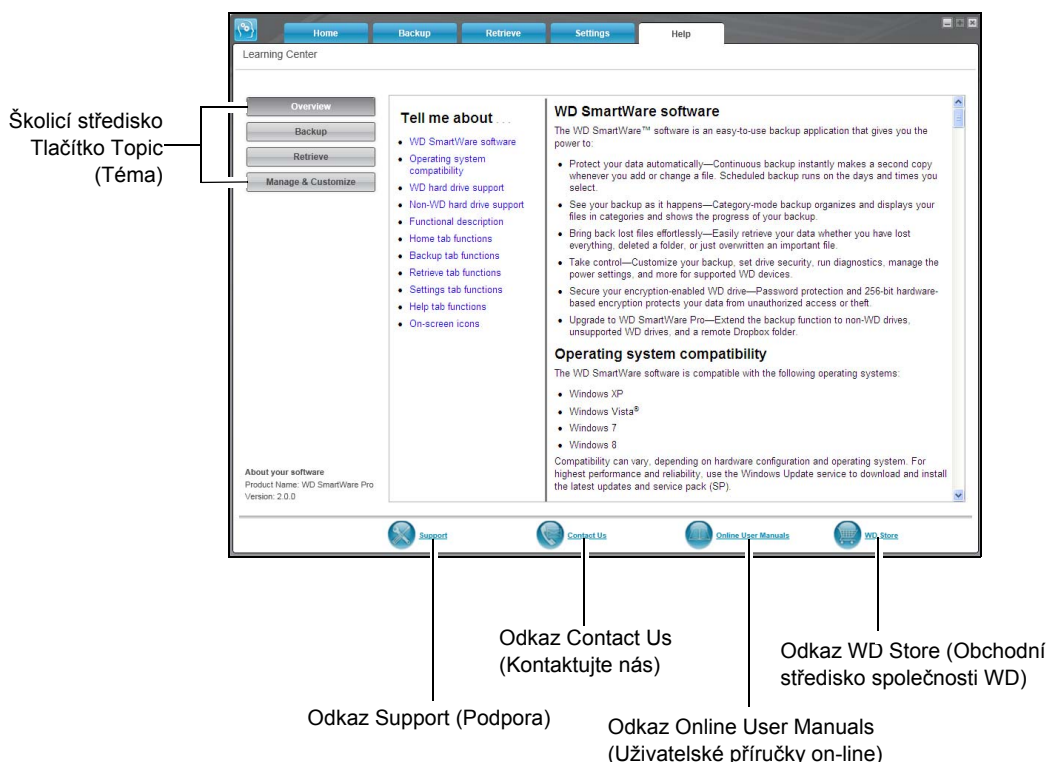 Home
Backup
Retrieve
Settings
Help
Learning Center
Školicí středisko
Tlačítko Topic
(Téma)
Overview
Backup
Retrieve
Manage & Customize
About your software
Product Name: WD SmartWare Pro
Version: 2.0.0
Tell me about . . .
• WD SmartWare software
• Operating system
compatibility
• WD hard drive support
• Non-WD hard drive support
• Functional description
• Home tab functions
• Backup tab functions
• Retrieve tab functions
• Settings tab functions
• Help tab functions
• On-screen icons
WD SmartWare software
The WD SmartWare™ software is an easy-to-use backup application that gives you the
power to:
• Protect your data automatically—Continuous backup instantly makes a second copy
whenever you add or change a file. Scheduled backup runs on the days and times you
select.
• See your backup as it happens—Category-mode backup organizes and displays your
files in categories and shows the progress of your backup.
• Bring back lost files effortlessly—Easily retrieve your data whether you have lost
everything, deleted a folder, or just overwritten an important file.
• Take control—Customize your backup, set drive security, run diagnostics, manage the
power settings, and more for supported WD devices.
• Secure your encryption-enabled WD drive—Password protection and 256-bit hardware-
based encryption protects your data from unauthorized access or theft.
• Upgrade to WD SmartWare Pro—Extend the backup function to non-WD drives,
unsupported WD drives, and a remote Dropbox folder.
Operating system compatibility
The WD SmartWare software is compatible with the following operating systems:
• Windows XP
• Windows Vista®
• Windows 7
• Windows 8
Compatibility can vary, depending on hardware configuration and operating system. For
highest performance and reliability, use the Windows Update service to download and install
the latest updates and service pack (SP).
Support
Contact Us
Online User Manuals
WD Store
Odkaz Contact Us
(Kontaktujte nás)
Odkaz WD Store (Obchodní
středisko společnosti WD)
Odkaz Support (Podpora)
Odkaz Online User Manuals
(Uživatelské příručky on-line)